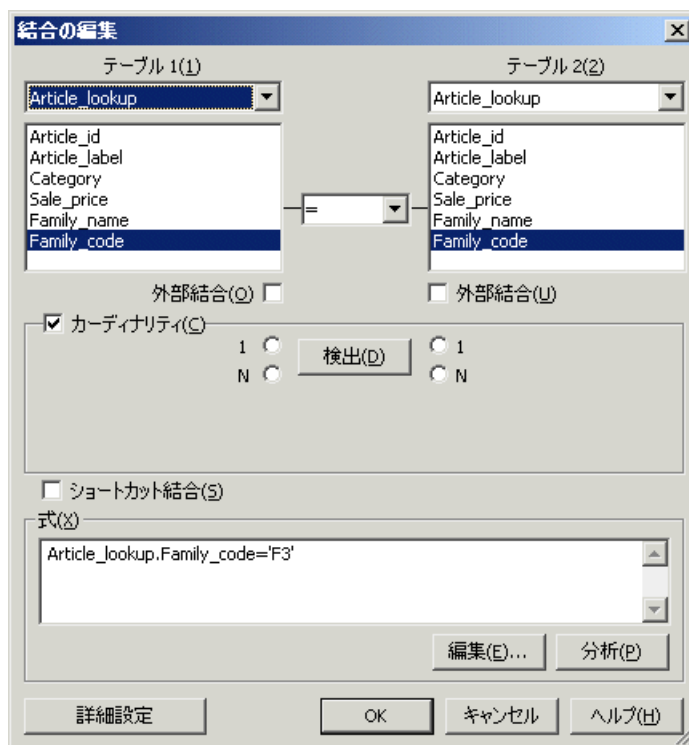 結合の編集
テーブル 1(1)
テーブル 2(2)
Article_lookup
Article_lookup
Article_id
Article_label
Category
Sale_price
Family_name
Family_code
=
Article_id
Article_label
Category
Sale_price
Family_name
Family_code
外部結合(O)
外部結合(U)
カーディナリティ(C)
1
N
検出(D)
1
N
ショートカット結合(S)
式(X)
Article_lookup.Family_code='F3'
編集(E)...
分析(P)
詳細設定
OK
キャンセル
ヘルプ(H)